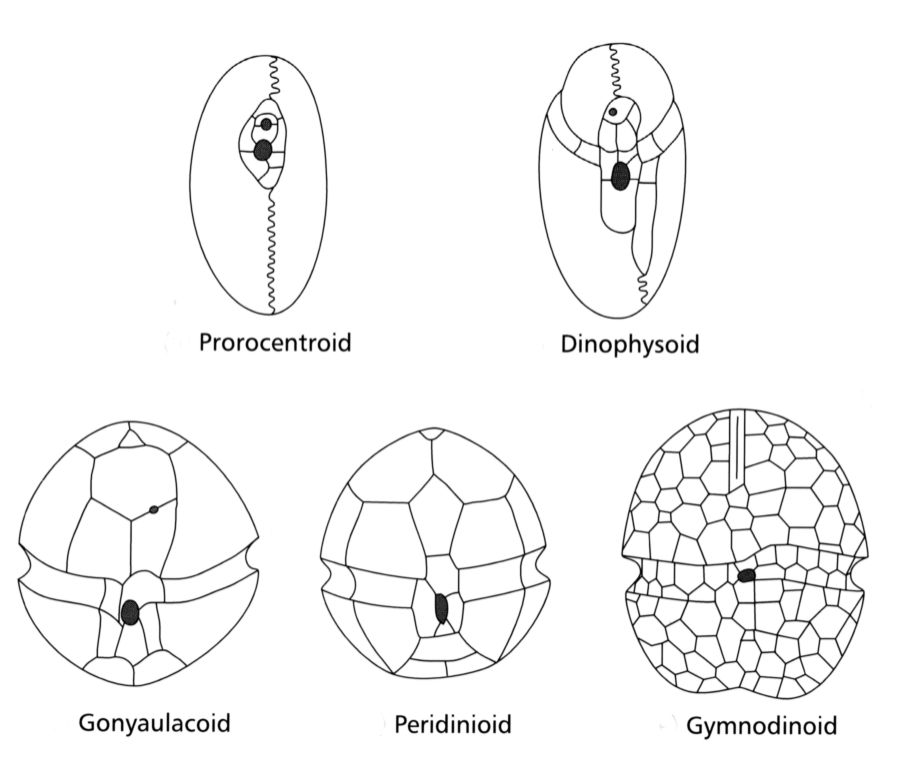 Prorocentroid
Dinophysoid
Gonyaulacoid
Peridinioid
Gymnodinoid